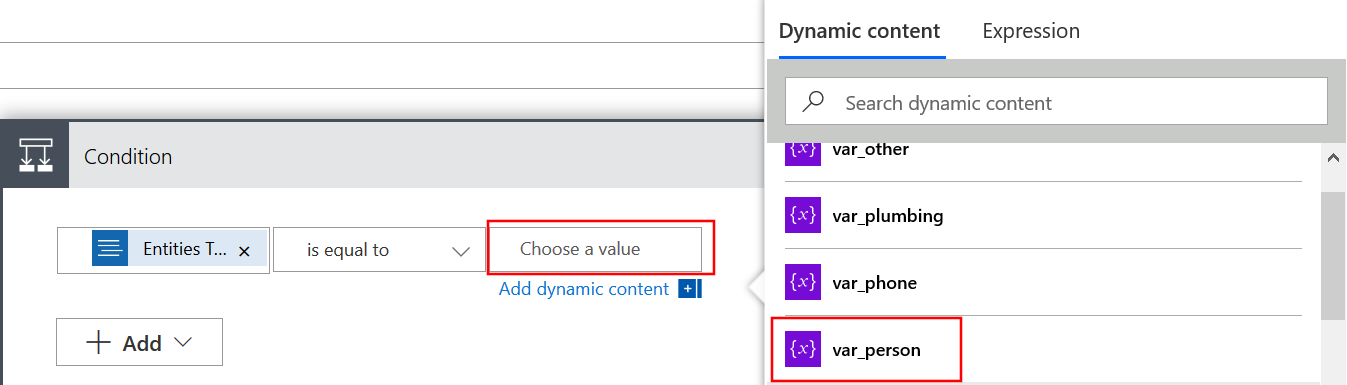 Dynamic content
Expression
Search dynamic content
{x} var_other
{x} var_plumbing
{x} var_phone
{x} var_person
Condition
Entities T... ×
is equal to
Choose a value
Add dynamic content +
+ Add